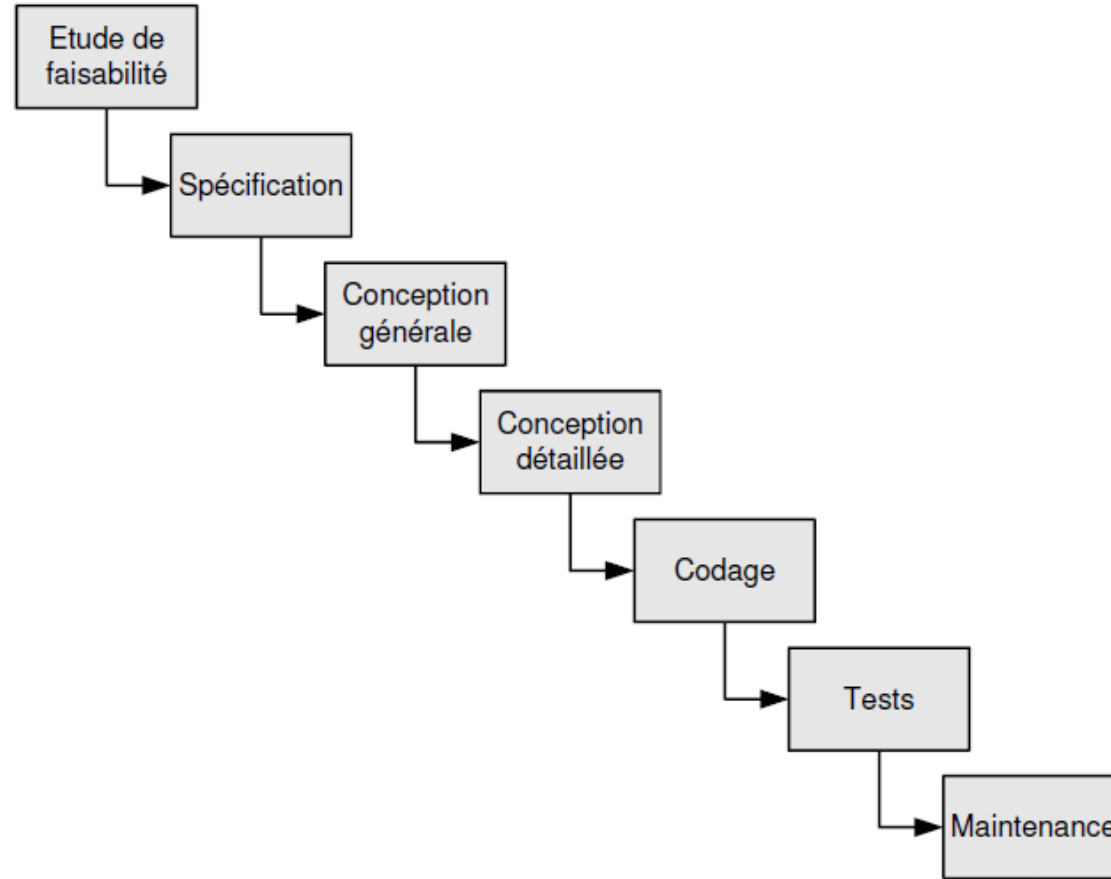 Etude de
faisabilité
Spécification
Conception
générale
Conception
détaillée
Codage
Tests
Maintenance